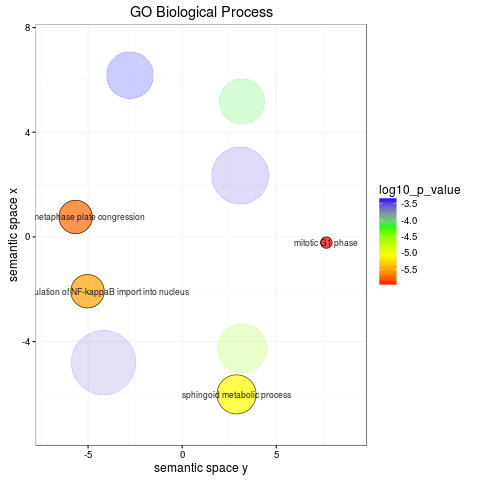 GO Biological Process
8
4
0
-4
semantic space x
metaphase plate congression
mitotic G1 phase
ulation of NF-kappaB import into nucleus
sphingoid metabolic process
-5
0
5
semantic space y
log10_p_value
-3.5
-4.0
-4.5
-5.0
-5.5